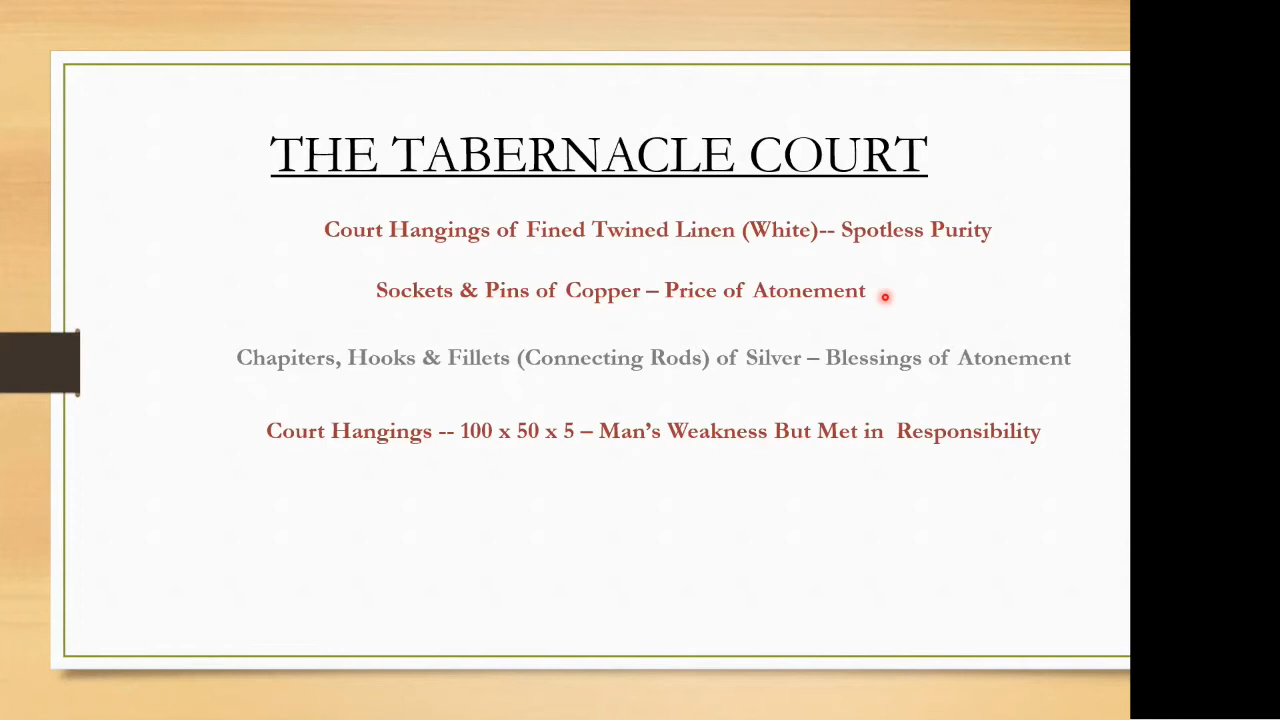 THE TABERNACLE COURT
Court Hangings of Fined Twined Linen (White)-- Spotless Purity
Sockets & Pins of Copper – Price of Atonement
Chapiters, Hooks & Fillets (Connecting Rods) of Silver – Blessings of Atonement
Court Hangings -- 100 x 50 x 5 – Man’s Weakness But Met in Responsibility